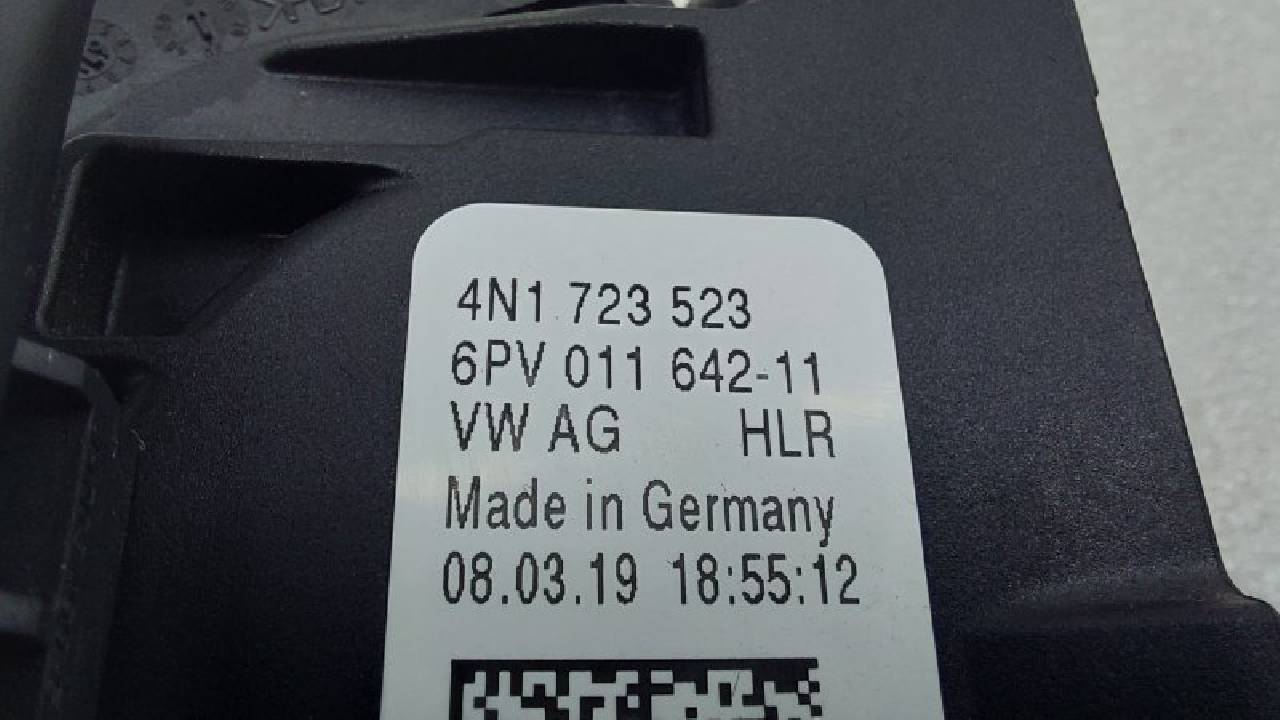 4N1 723 523
6PV 011 642-11
VW AG HLR
Made in Germany
08.03.19 18:55:12